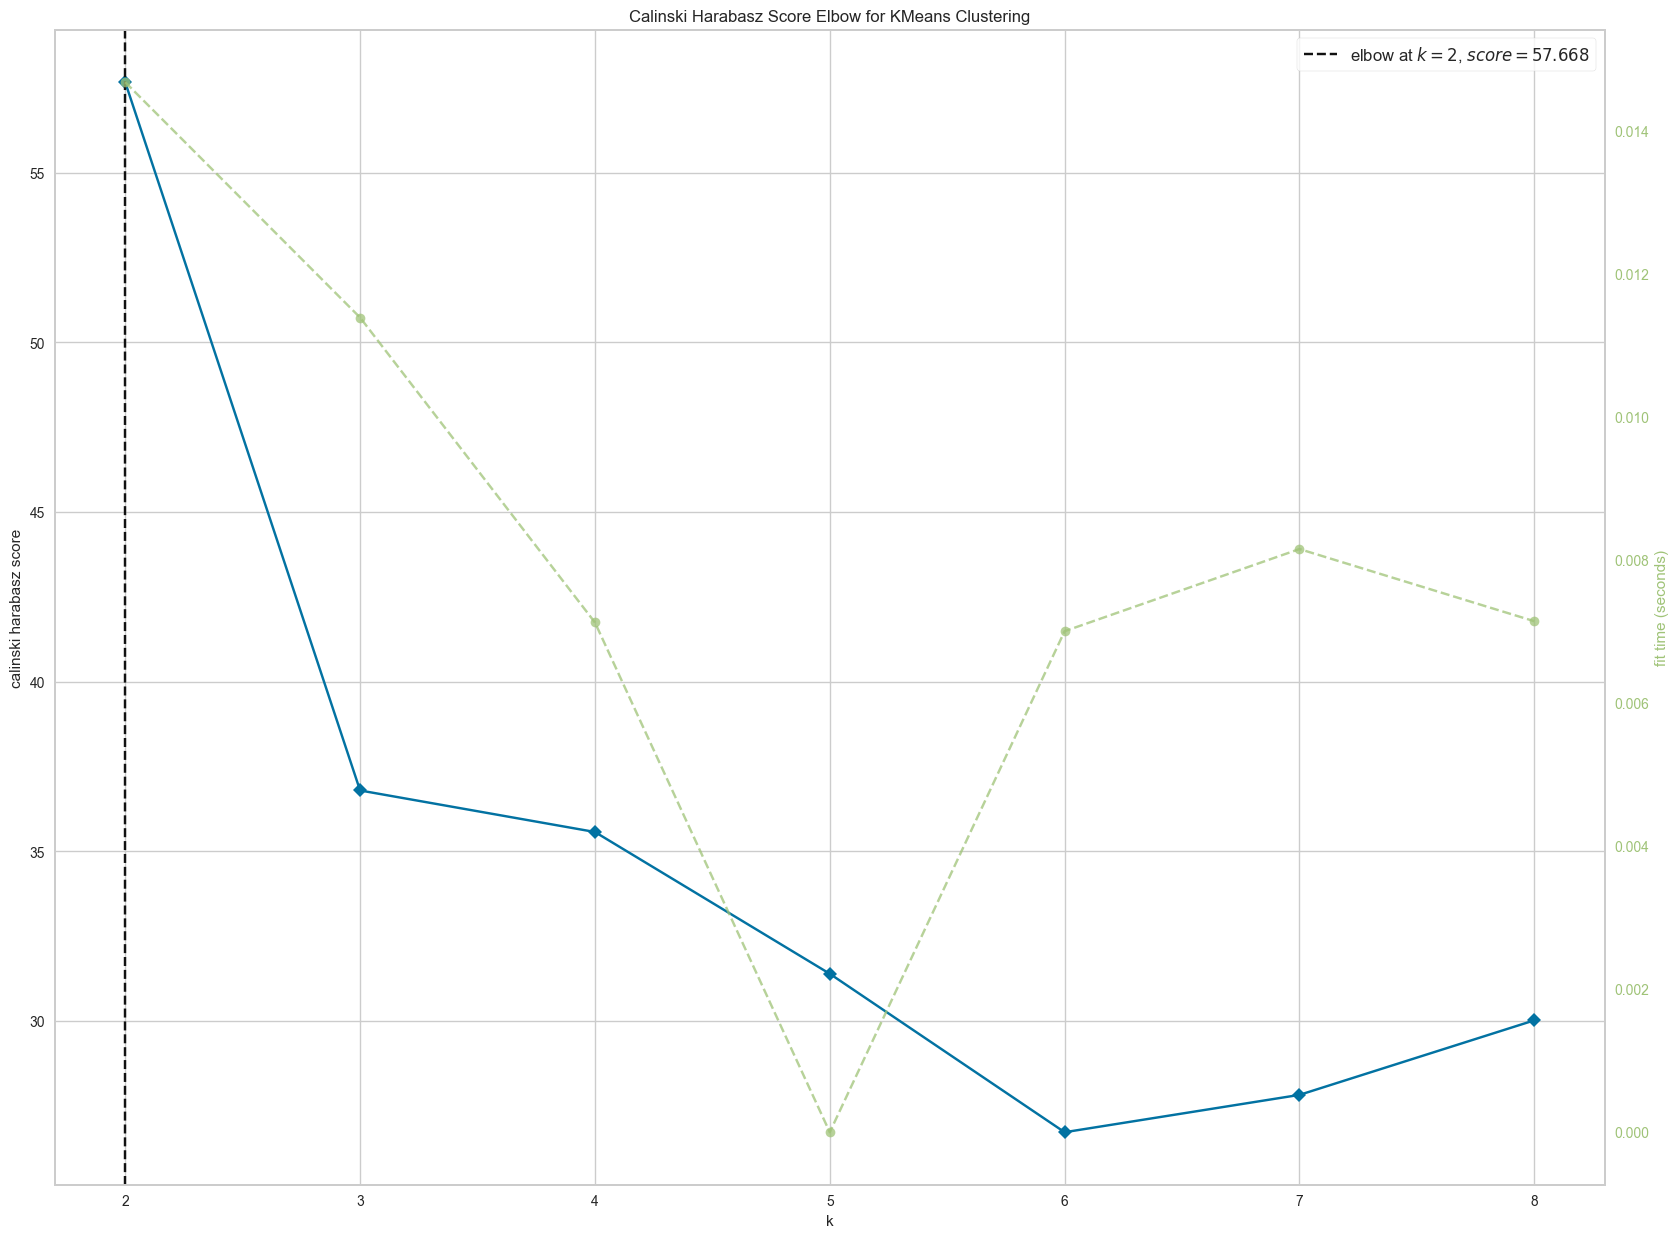 Calinski Harabasz Score Elbow for KMeans Clustering
elbow at k = 2, score = 57.668
55
50
45
40
35
30
calinski harabasz score
0.014
0.012
0.010
0.008
0.006
0.004
0.002
0.000
fit time (seconds)
2 3 4 5 6 7 8
k